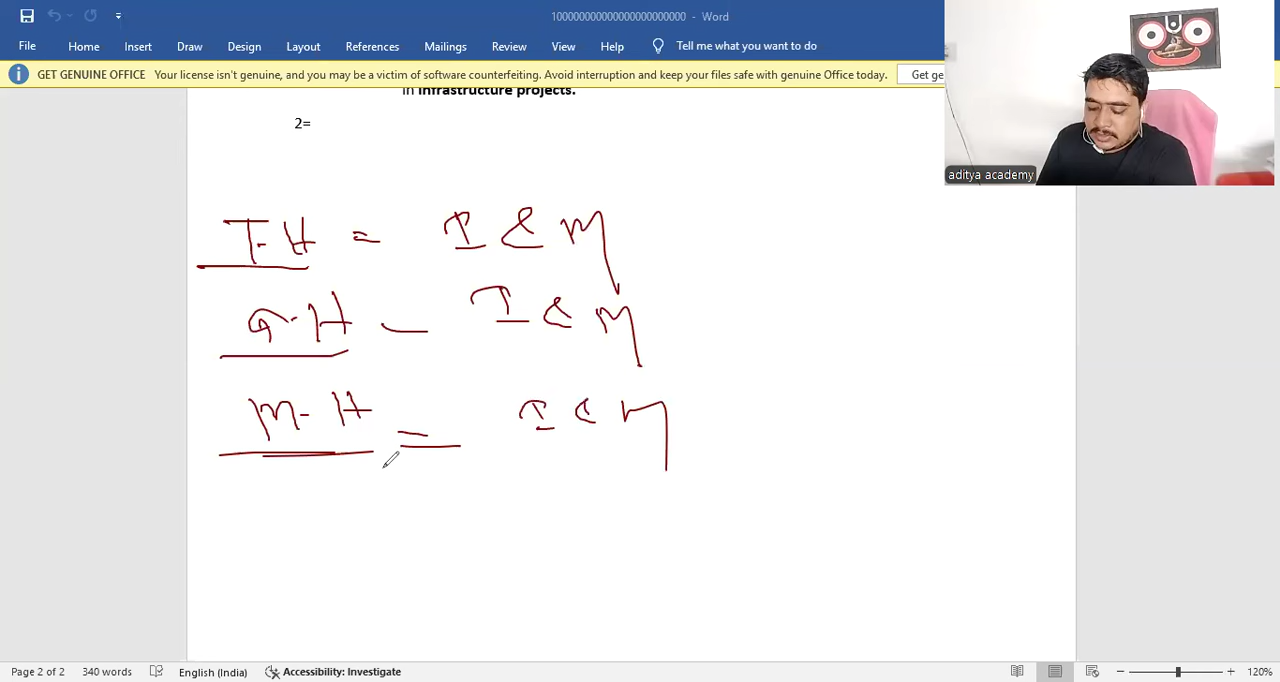 100000000000000000000000 - Word
File Home Insert Draw Design Layout References Mailings Review View Help Tell me what you want to do
GET GENUINE OFFICE Your license isn't genuine, and you may be a victim of software counterfeiting. Avoid interruption and keep your files safe with genuine Office today. Get ge
in infrastructure projects.
aditya academy
2=
T-H = I & M
G-H - I & M
M-H = I & M
Page 2 of 2 340 words English (India) Accessibility: Investigate 120%